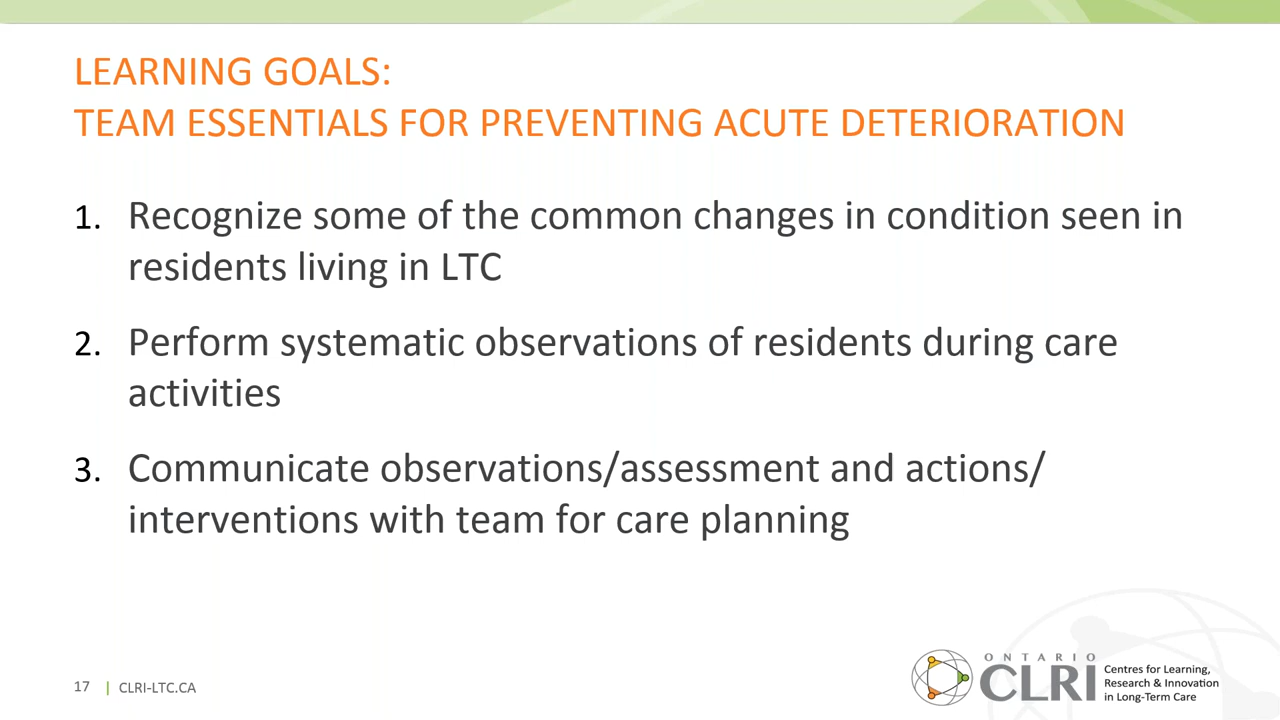 LEARNING GOALS:
TEAM ESSENTIALS FOR PREVENTING ACUTE DETERIORATION
1. Recognize some of the common changes in condition seen in
residents living in LTC
2. Perform systematic observations of residents during care
activities
3. Communicate observations/assessment and actions/
interventions with team for care planning
17 | CLRI-LTC.CA
ONTARIO
CLRI
Centres for Learning,
Research & Innovation
in Long-Term Care